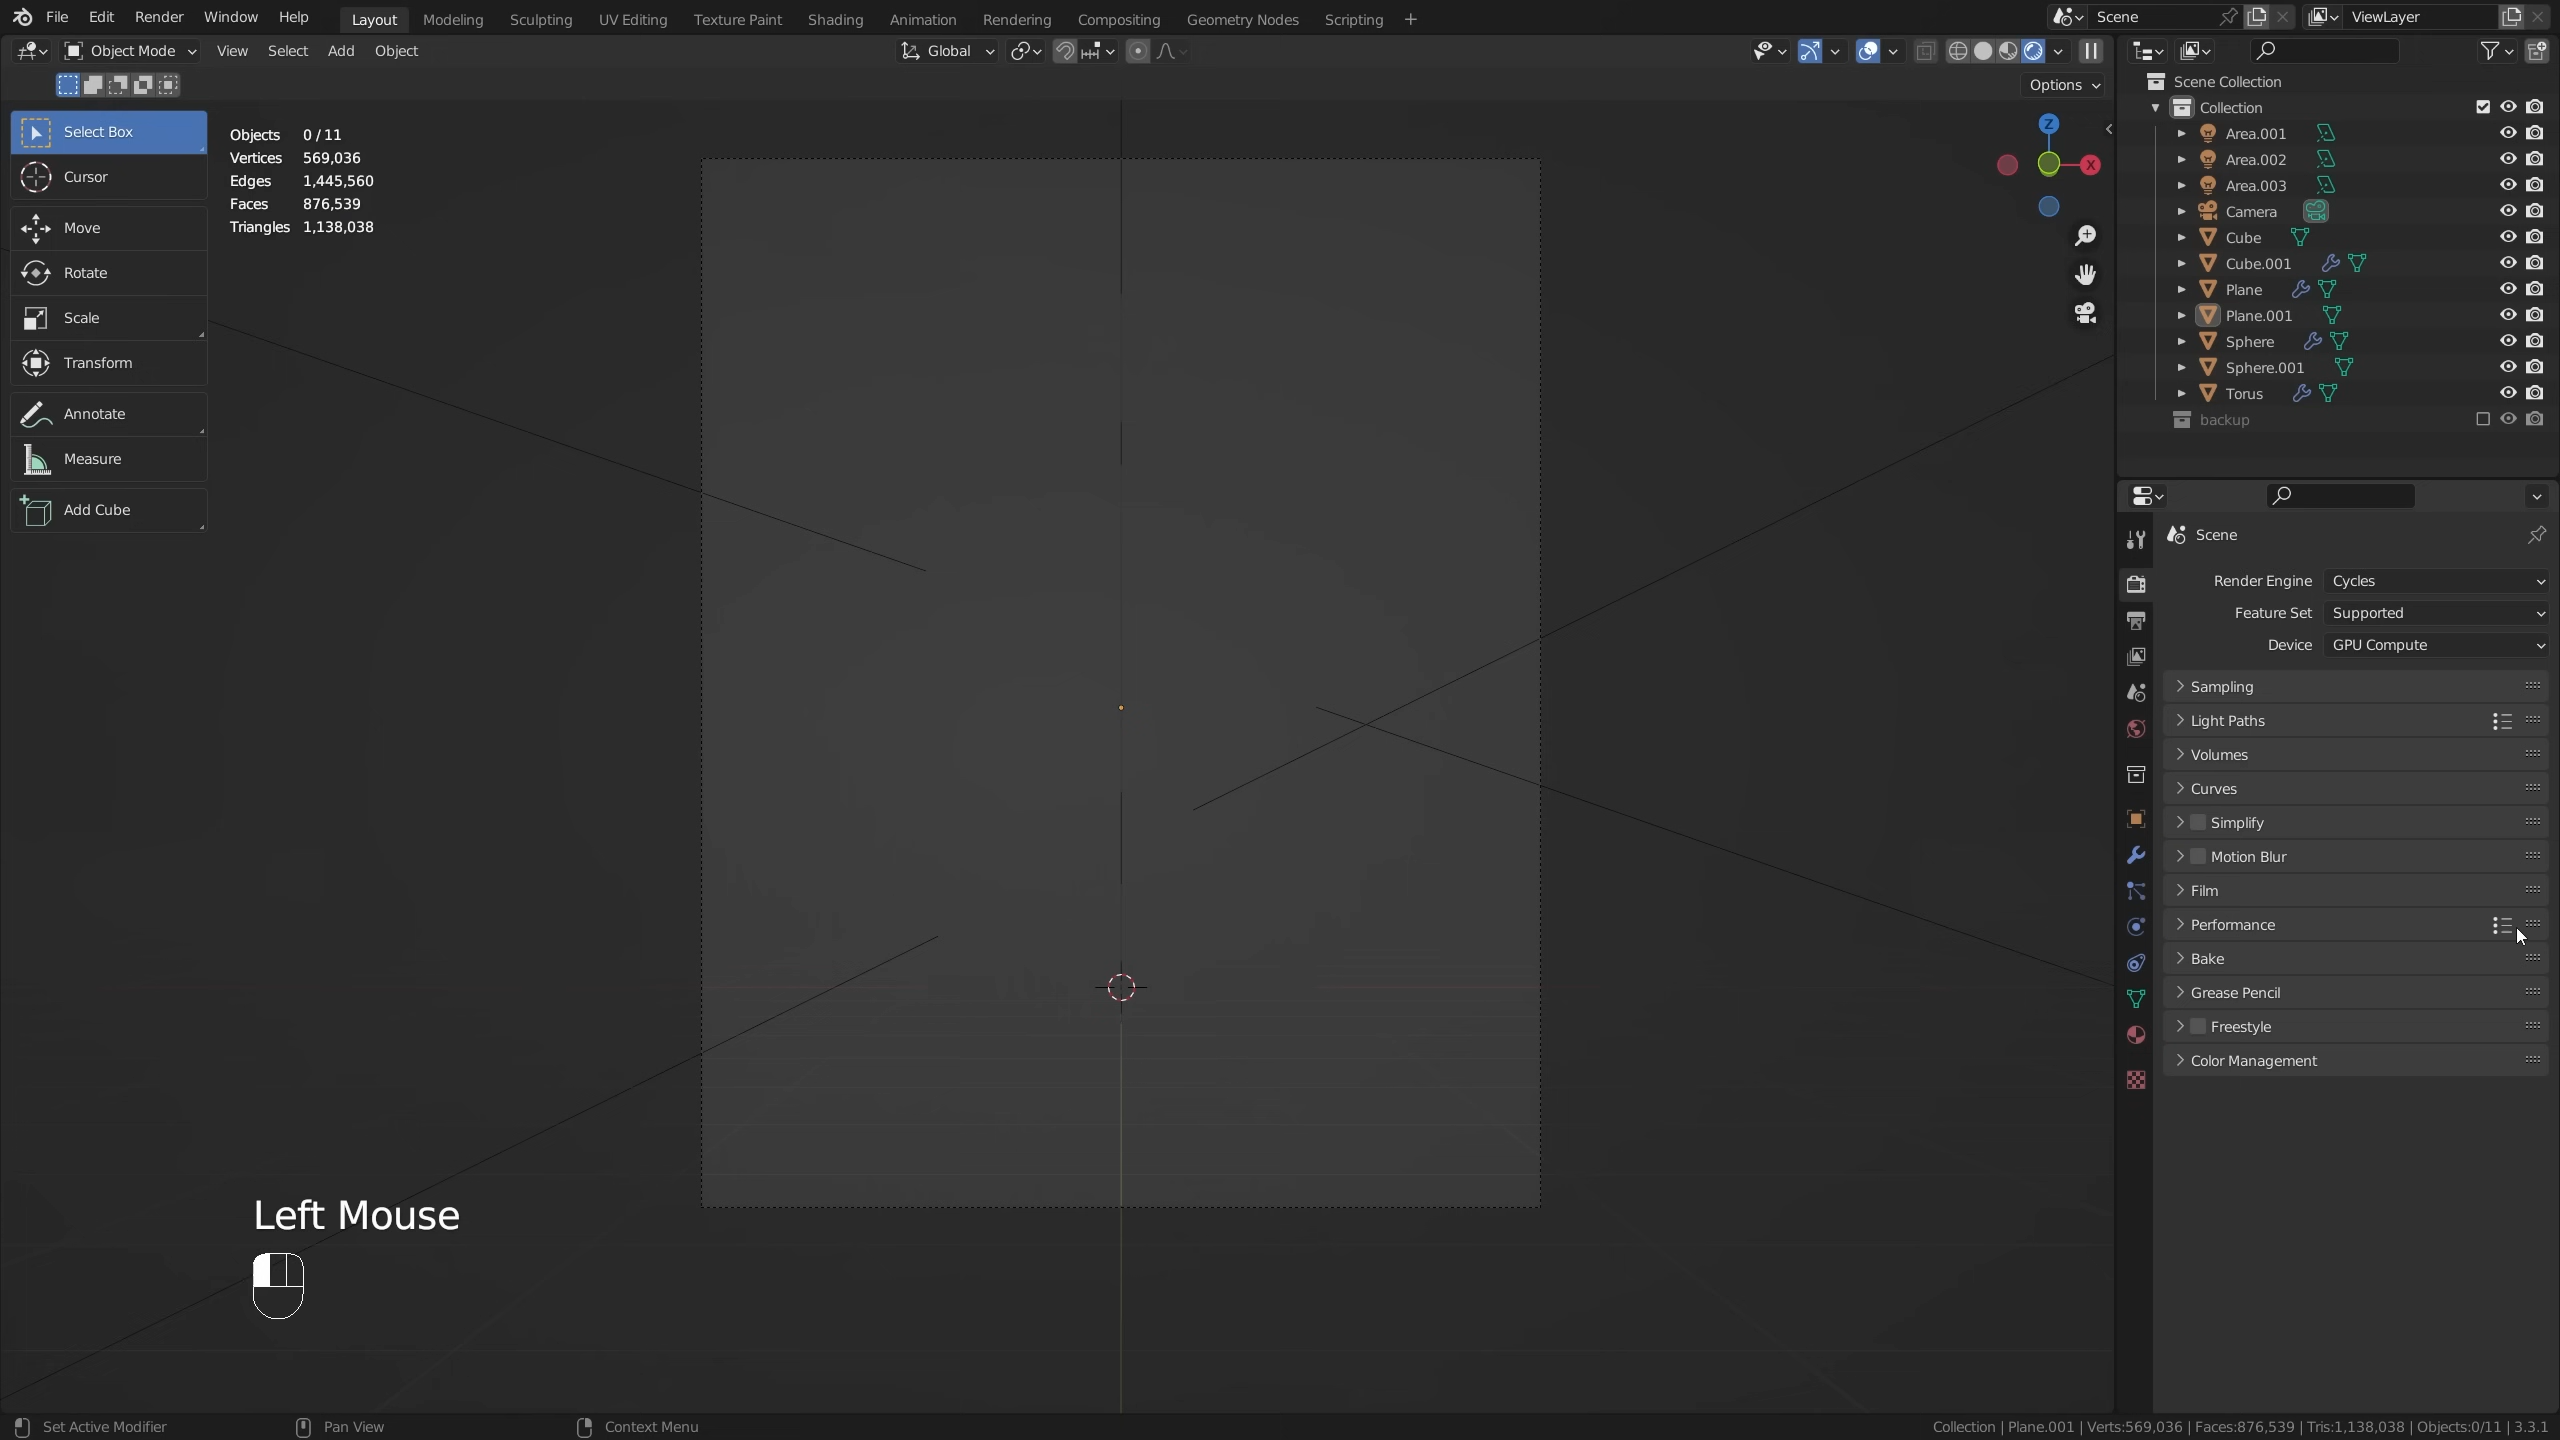 File Edit Render Window Help Layout Modeling Sculpting UV Editing Texture Paint Shading Animation Rendering Compositing Geometry Nodes Scripting + Scene ViewLayer
Object Mode View Select Add Object Global
Options
Select Box
Cursor
Move
Rotate
Scale
Transform
Annotate
Measure
Add Cube
Objects 0 / 11
Vertices 569,036
Edges 1,445,560
Faces 876,539
Triangles 1,138,038
Z
X
Left Mouse
Scene Collection
Collection
Area.001
Area.002
Area.003
Camera
Cube
Cube.001
Plane
Plane.001
Sphere
Sphere.001
Torus
backup
Scene
Render Engine Cycles
Feature Set Supported
Device GPU Compute
Sampling
Light Paths
Volumes
Curves
Simplify
Motion Blur
Film
Performance
Bake
Grease Pencil
Freestyle
Color Management
Set Active Modifier Pan View Context Menu Collection | Plane.001 | Verts:569,036 | Faces:876,539 | Tris:1,138,038 | Objects:0/11 | 3.3.1